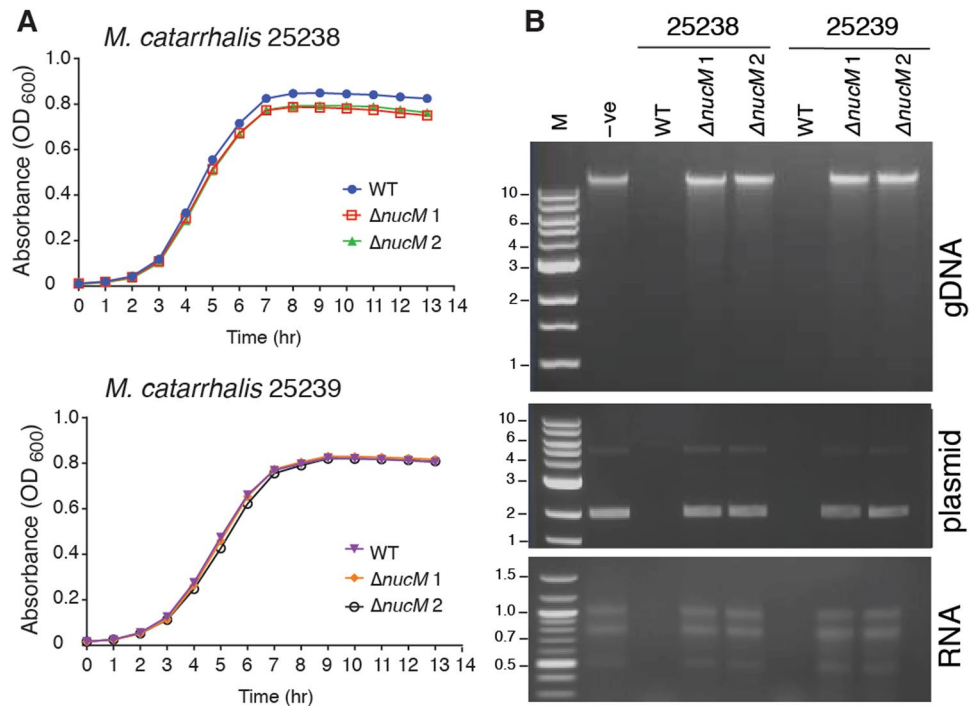 A
M. catarrhalis 25238
1.0
0.8
0.6
0.4
0.2
0
Absorbance (OD 600)
WT
ΔnucM 1
ΔnucM 2
0 1 2 3 4 5 6 7 8 9 10 11 12 13 14
Time (hr)
M. catarrhalis 25239
1.0
0.8
0.6
0.4
0.2
0
Absorbance (OD 600)
WT
ΔnucM 1
ΔnucM 2
0 1 2 3 4 5 6 7 8 9 10 11 12 13 14
Time (hr)
B
25238 25239
M –ve WT ΔnucM 1 ΔnucM 2 WT ΔnucM 1 ΔnucM 2
10
6
4
3
2
1
gDNA
10
6
4
3
2
1
plasmid
1.5
1.0
0.7
0.5
RNA